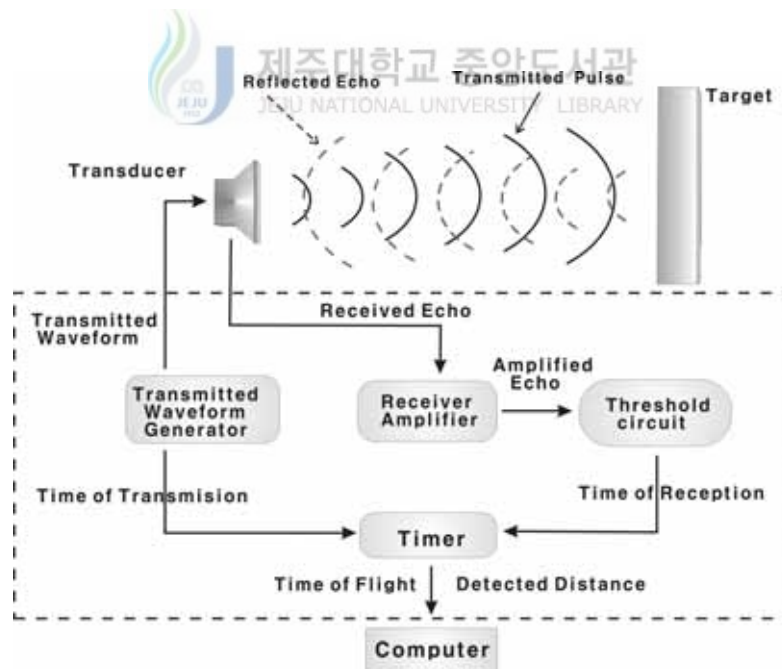 제주대학교 중앙도서관
JEJU NATIONAL UNIVERSITY LIBRARY
JEJU
1952
Reflected Echo
Transmitted Pulse
Target
Transducer
Transmitted
Waveform
Received Echo
Amplified
Echo
Transmitted
Waveform
Generator
Receiver
Amplifier
Threshold
circuit
Time of Transmision
Time of Reception
Timer
Time of Flight
Detected Distance
Computer